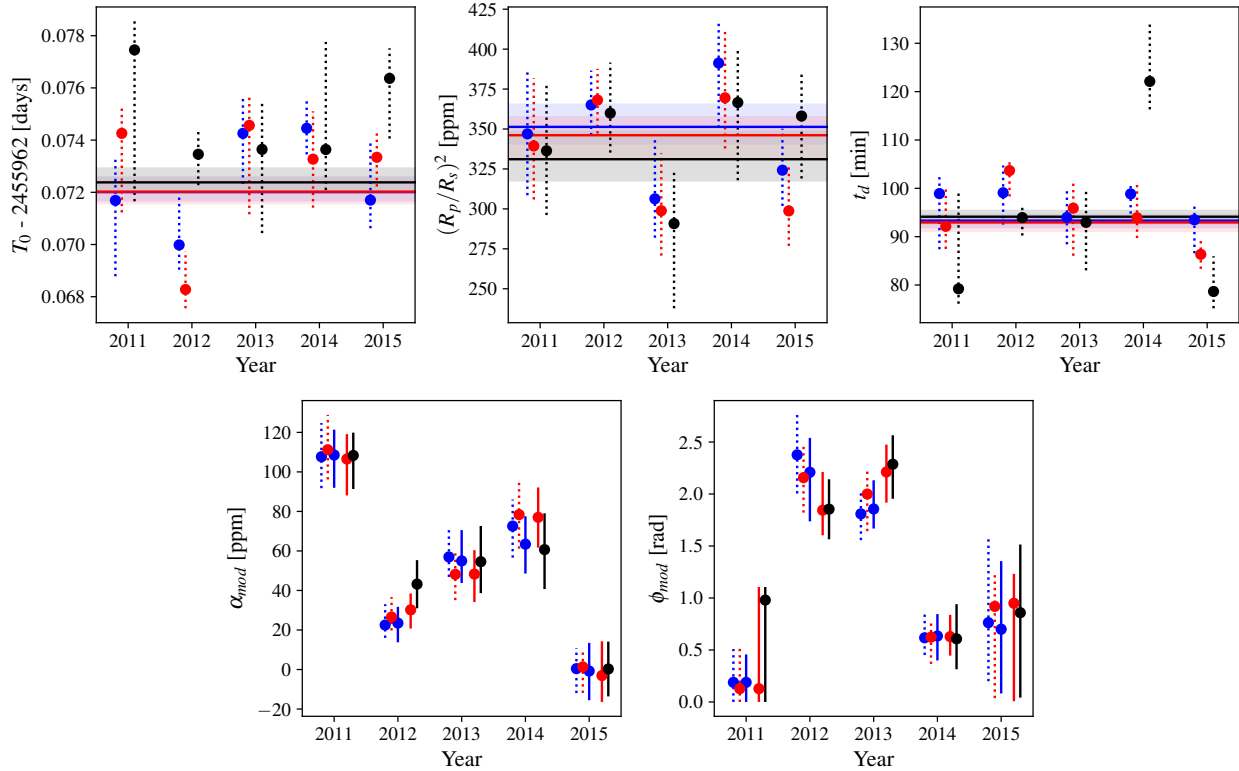 T₀ - 2455962 [days]
0.078
0.076
0.074
0.072
0.070
0.068
2011 2012 2013 2014 2015
Year
(Rₚ/Rₛ)² [ppm]
425
400
375
350
325
300
275
250
2011 2012 2013 2014 2015
Year
t_d [min]
130
120
110
100
90
80
2011 2012 2013 2014 2015
Year
α_mod [ppm]
120
100
80
60
40
20
0
−20
2011 2012 2013 2014 2015
Year
ϕ_mod [rad]
2.5
2.0
1.5
1.0
0.5
0.0
2011 2012 2013 2014 2015
Year